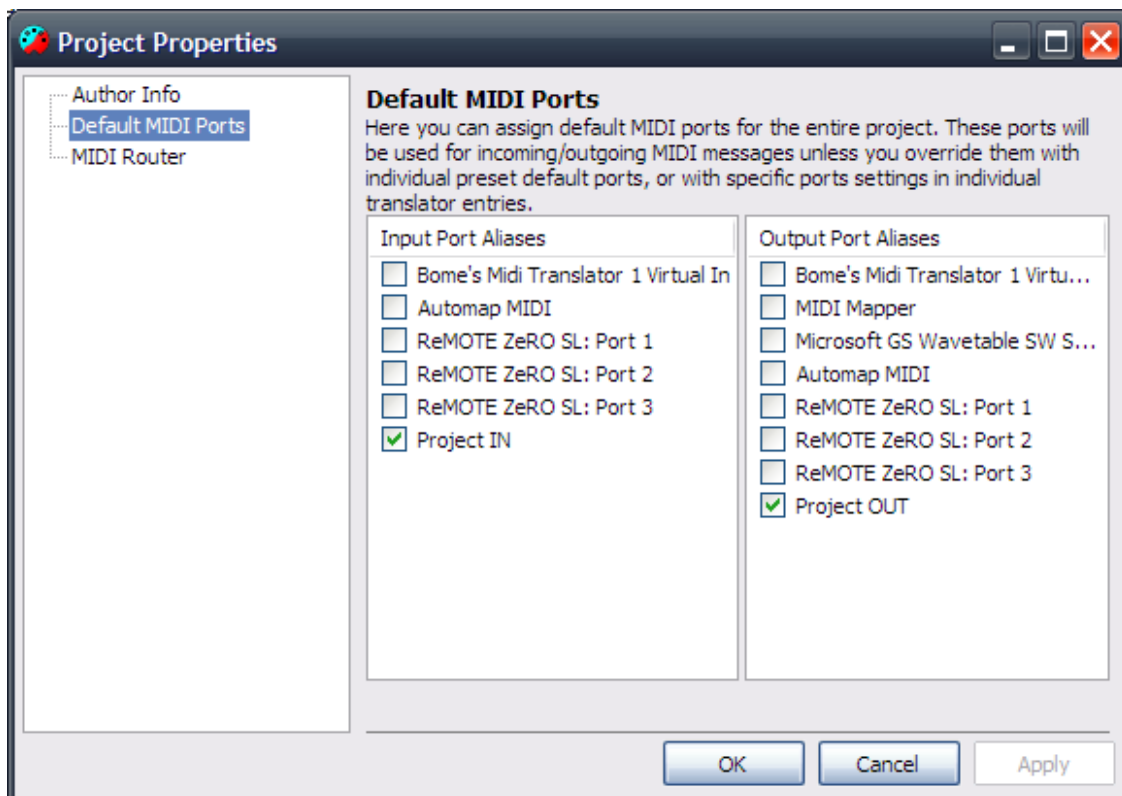 Project Properties
Author Info
Default MIDI Ports
MIDI Router
Default MIDI Ports
Here you can assign default MIDI ports for the entire project. These ports will
be used for incoming/outgoing MIDI messages unless you override them with
individual preset default ports, or with specific ports settings in individual
translator entries.
Input Port Aliases
Bome's Midi Translator 1 Virtual In
Automap MIDI
ReMOTE ZeRO SL: Port 1
ReMOTE ZeRO SL: Port 2
ReMOTE ZeRO SL: Port 3
Project IN
Output Port Aliases
Bome's Midi Translator 1 Virtu...
MIDI Mapper
Microsoft GS Wavetable SW S...
Automap MIDI
ReMOTE ZeRO SL: Port 1
ReMOTE ZeRO SL: Port 2
ReMOTE ZeRO SL: Port 3
Project OUT
OK
Cancel
Apply